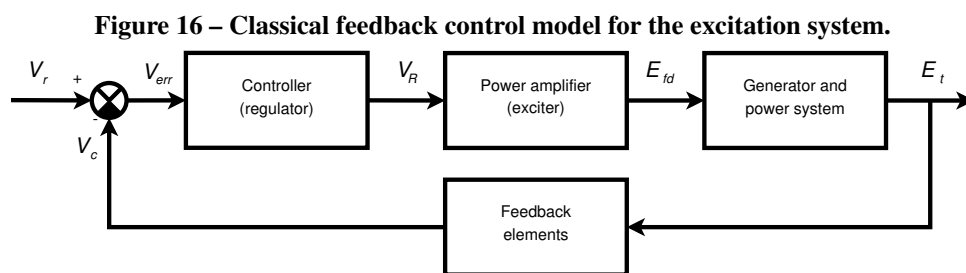 Figure 16 – Classical feedback control model for the excitation system.
V_r
+
-
V_err
Controller
(regulator)
V_R
Power amplifier
(exciter)
E_fd
Generator and
power system
E_t
V_c
Feedback
elements